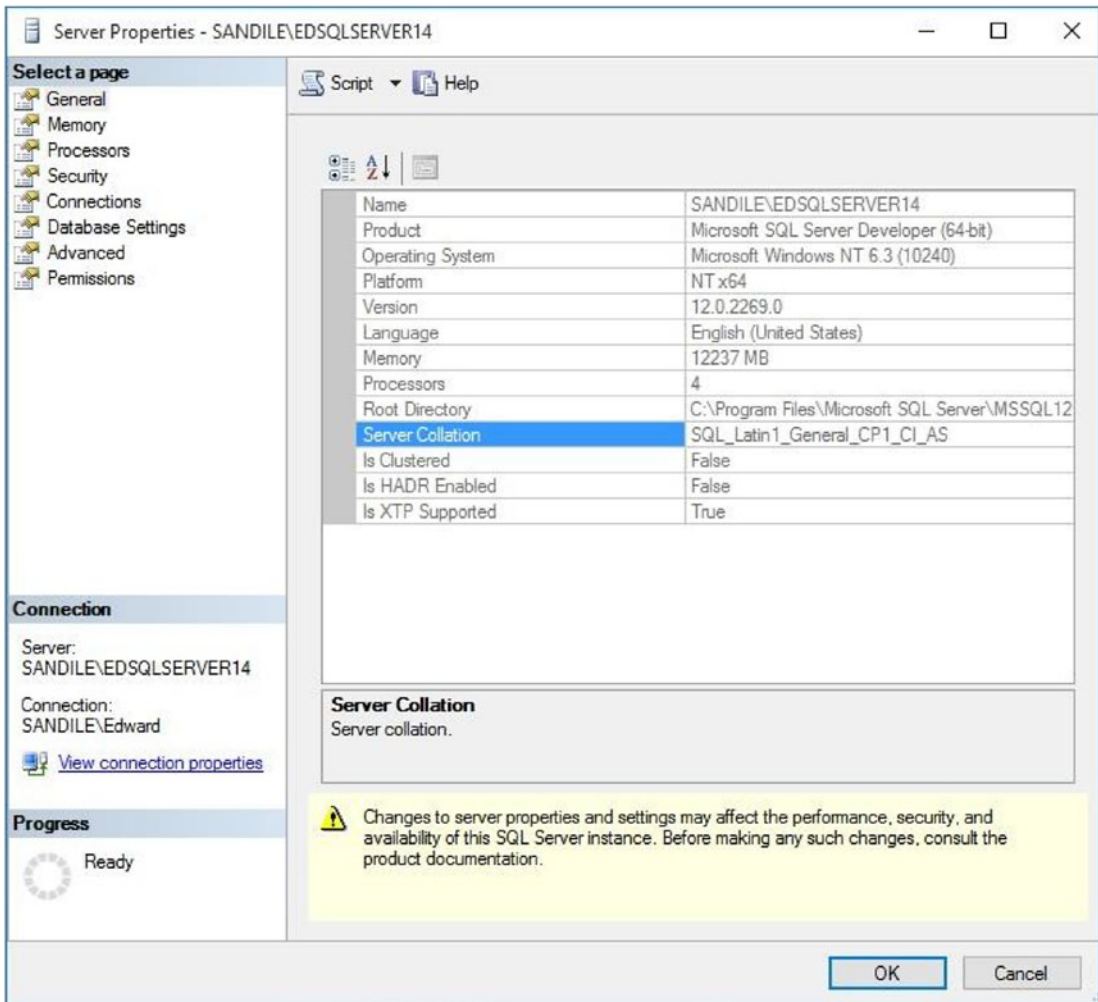 Server Properties - SANDILE\EDSQLSERVER14
Select a page
General
Memory
Processors
Security
Connections
Database Settings
Advanced
Permissions
Script
Help
Name SANDILE\EDSQLSERVER14
Product Microsoft SQL Server Developer (64-bit)
Operating System Microsoft Windows NT 6.3 (10240)
Platform NT x64
Version 12.0.2269.0
Language English (United States)
Memory 12237 MB
Processors 4
Root Directory C:\Program Files\Microsoft SQL Server\MSSQL12
Server Collation SQL_Latin1_General_CP1_CI_AS
Is Clustered False
Is HADR Enabled False
Is XTP Supported True
Connection
Server:
SANDILE\EDSQLSERVER14
Connection:
SANDILE\Edward
View connection properties
Progress
Ready
Server Collation
Server collation.
Changes to server properties and settings may affect the performance, security, and
availability of this SQL Server instance. Before making any such changes, consult the
product documentation.
OK
Cancel